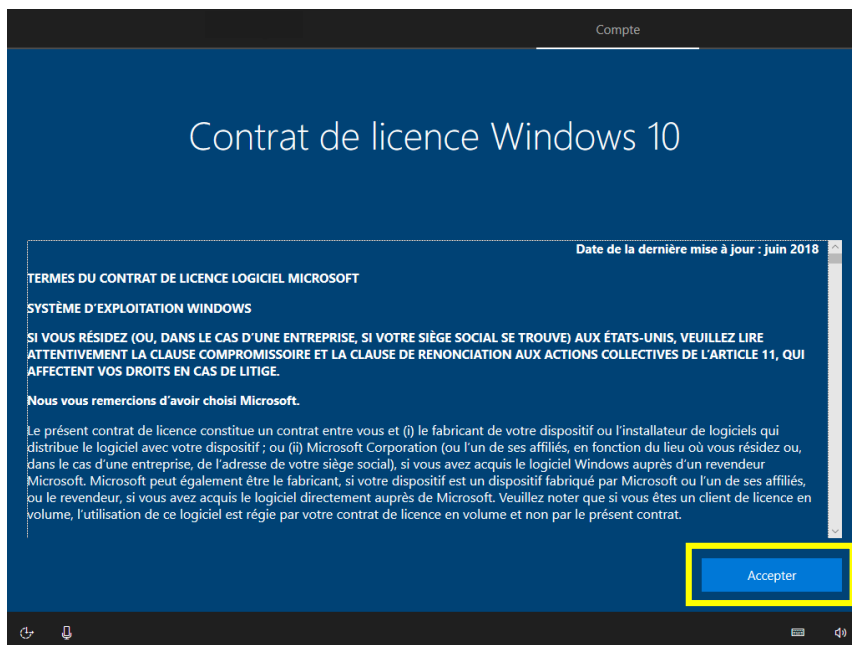 Compte
Contrat de licence Windows 10
Date de la dernière mise à jour : juin 2018
TERMES DU CONTRAT DE LICENCE LOGICIEL MICROSOFT
SYSTÈME D'EXPLOITATION WINDOWS
SI VOUS RÉSIDEZ (OU, DANS LE CAS D'UNE ENTREPRISE, SI VOTRE SIÈGE SOCIAL SE TROUVE) AUX ÉTATS-UNIS, VEUILLEZ LIRE
ATTENTIVEMENT LA CLAUSE COMPROMISSOIRE ET LA CLAUSE DE RENONCIATION AUX ACTIONS COLLECTIVES DE L'ARTICLE 11, QUI
AFFECTENT VOS DROITS EN CAS DE LITIGE.
Nous vous remercions d'avoir choisi Microsoft.
Le présent contrat de licence constitue un contrat entre vous et (i) le fabricant de votre dispositif ou l'installateur de logiciels qui
distribue le logiciel avec votre dispositif ; ou (ii) Microsoft Corporation (ou l'un de ses affiliés, en fonction du lieu où vous résidez ou,
dans le cas d'une entreprise, de l'adresse de votre siège social), si vous avez acquis le logiciel Windows auprès d'un revendeur
Microsoft. Microsoft peut également être le fabricant, si votre dispositif est un dispositif fabriqué par Microsoft ou l'un de ses affiliés,
ou le revendeur, si vous avez acquis le logiciel directement auprès de Microsoft. Veuillez noter que si vous êtes un client de licence en
volume, l'utilisation de ce logiciel est régie par votre contrat de licence en volume et non par le présent contrat.
Accepter